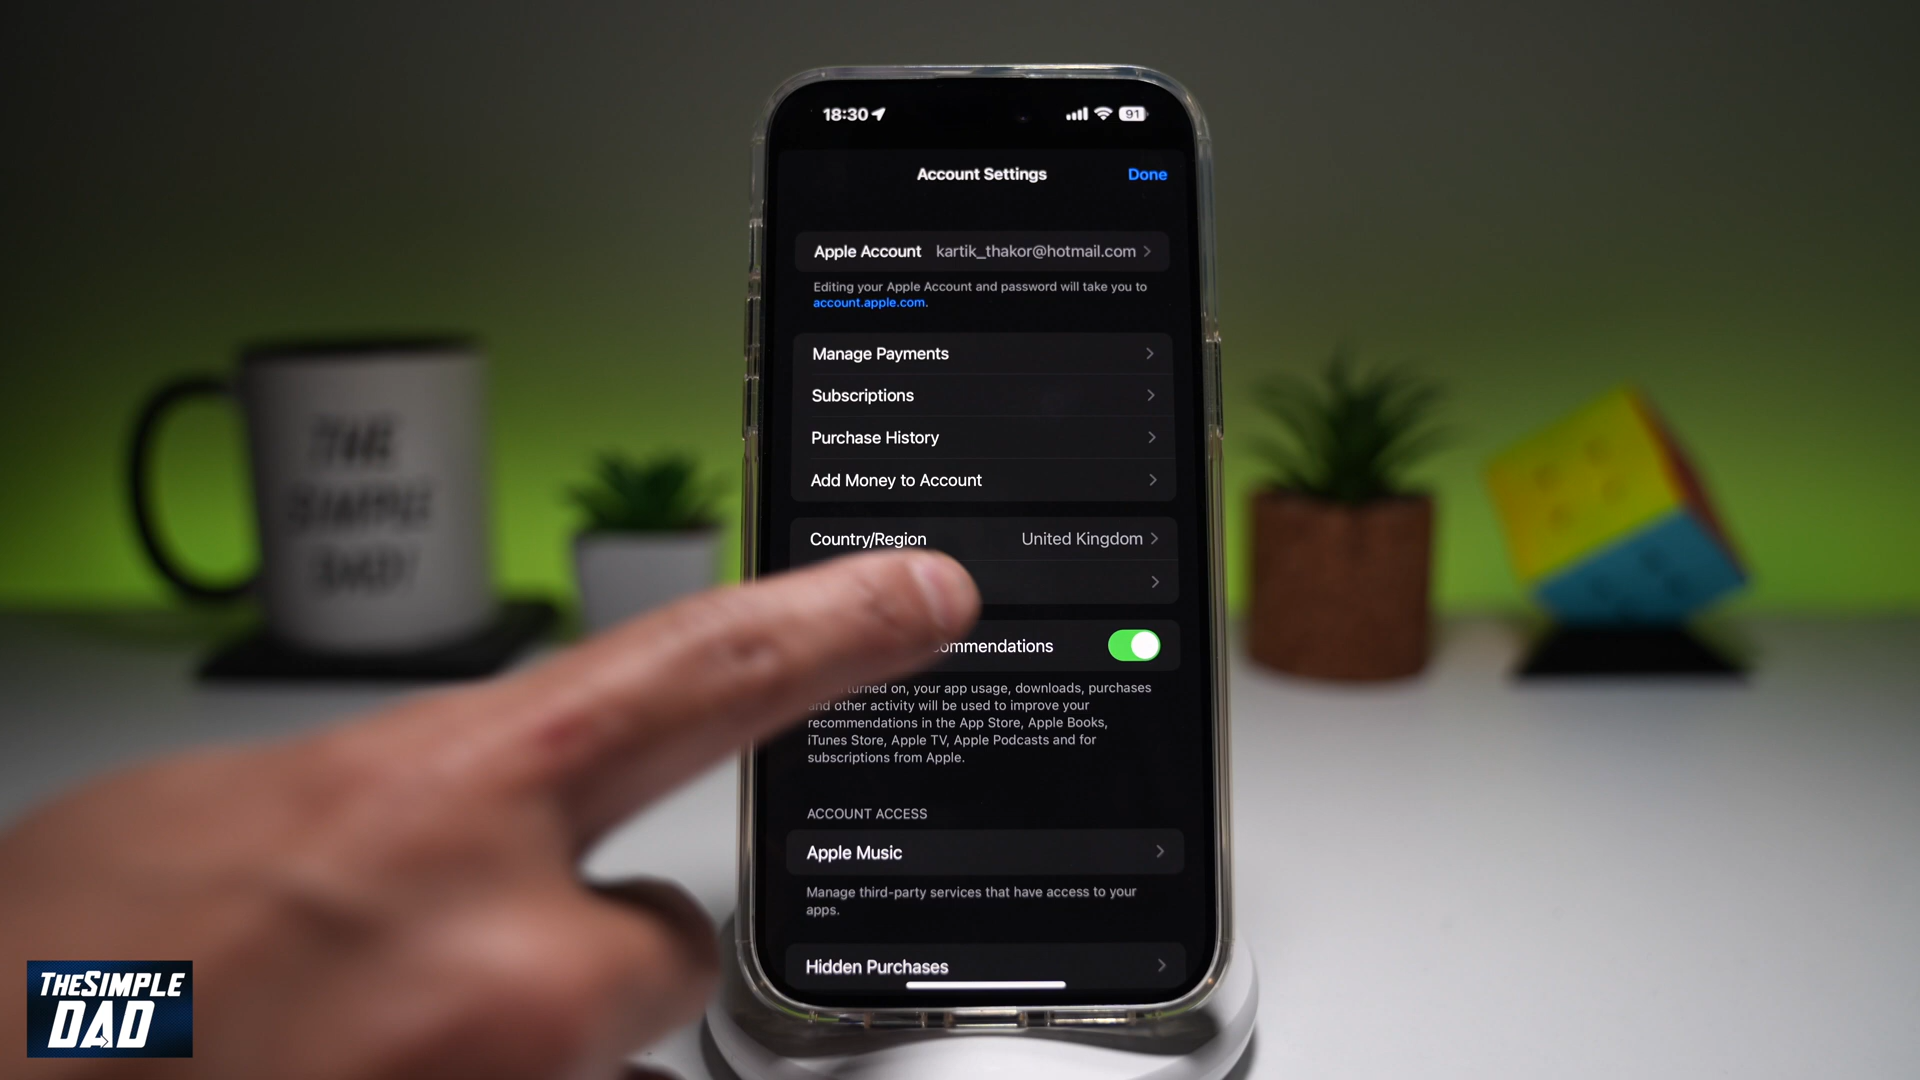 18:30
91
Account Settings
Done
Apple Account kartik_thakor@hotmail.com
Editing your Apple Account and password will take you to
account.apple.com.
Manage Payments
Subscriptions
Purchase History
Add Money to Account
Country/Region United Kingdom
ommendations
turned on, your app usage, downloads, purchases
and other activity will be used to improve your
recommendations in the App Store, Apple Books,
iTunes Store, Apple TV, Apple Podcasts and for
subscriptions from Apple.
ACCOUNT ACCESS
Apple Music
Manage third-party services that have access to your
apps.
Hidden Purchases
THE
SIMPLE
DAD!
THESIMPLE
DAD